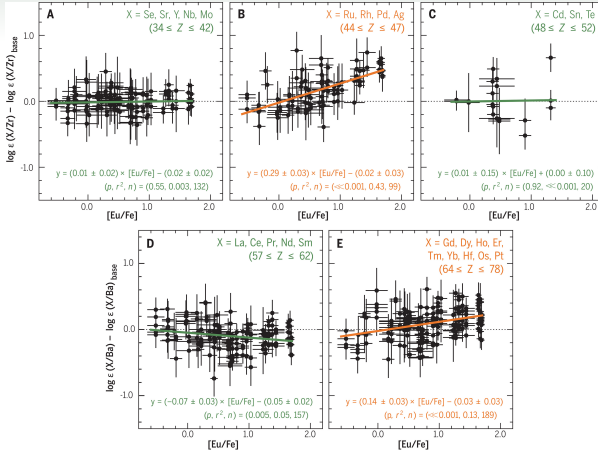 A
X = Se, Sr, Y, Nb, Mo
(34 ≤ Z ≤ 42)
B
X = Ru, Rh, Pd, Ag
(44 ≤ Z ≤ 47)
C
X = Cd, Sn, Te
(48 ≤ Z ≤ 52)
log ε (X/Zr) − log ε (X/Zr)base
1.0
0.0
-1.0
y = (0.01 ± 0.02) × [Eu/Fe] − (0.02 ± 0.02)
(p, r², n) = (0.55, 0.003, 132)
y = (0.29 ± 0.03) × [Eu/Fe] − (0.02 ± 0.03)
(p, r², n) = (<<0.001, 0.43, 99)
y = (0.01 ± 0.15) × [Eu/Fe] + (0.00 ± 0.10)
(p, r², n) = (0.92, <<0.001, 20)
0.0 1.0 2.0
0.0 1.0 2.0
0.0 1.0 2.0
[Eu/Fe]
[Eu/Fe]
[Eu/Fe]
D
X = La, Ce, Pr, Nd, Sm
(57 ≤ Z ≤ 62)
E
X = Gd, Dy, Ho, Er,
Tm, Yb, Hf, Os, Pt
(64 ≤ Z ≤ 78)
log ε (X/Ba) − log ε (X/Ba)base
1.0
0.0
-1.0
y = (−0.07 ± 0.03) × [Eu/Fe] − (0.05 ± 0.02)
(p, r², n) = (0.005, 0.05, 157)
y = (0.14 ± 0.03) × [Eu/Fe] − (0.03 ± 0.03)
(p, r², n) = (<<0.001, 0.13, 189)
0.0 1.0 2.0
0.0 1.0 2.0
[Eu/Fe]
[Eu/Fe]